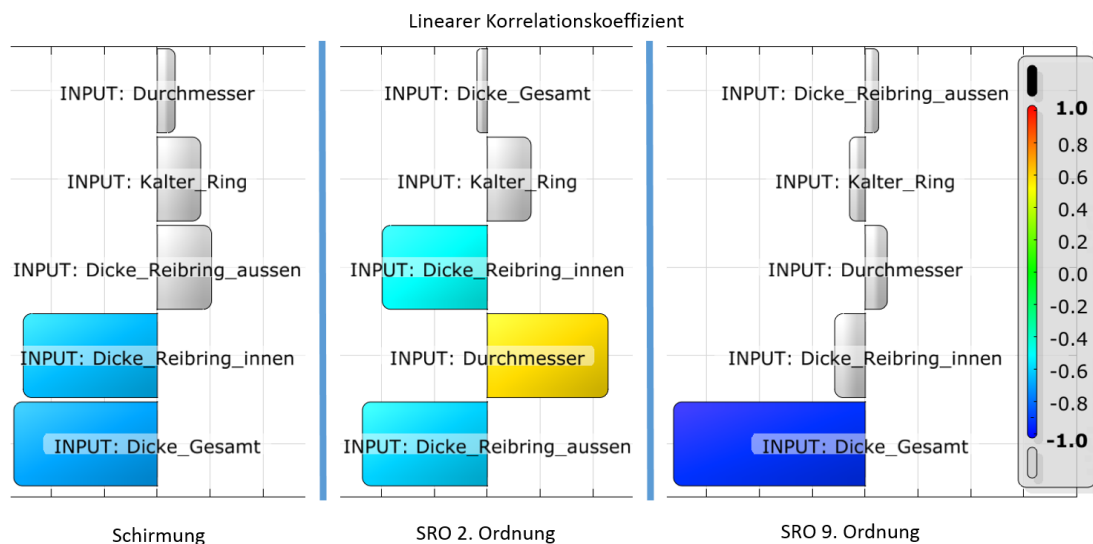 Linearer Korrelationskoeffizient
INPUT: Durchmesser
INPUT: Kalter_Ring
INPUT: Dicke_Reibring_aussen
INPUT: Dicke_Reibring_innen
INPUT: Dicke_Gesamt
Schirmung
INPUT: Dicke_Gesamt
INPUT: Kalter_Ring
INPUT: Dicke_Reibring_innen
INPUT: Durchmesser
INPUT: Dicke_Reibring_aussen
SRO 2. Ordnung
INPUT: Dicke_Reibring_aussen
INPUT: Kalter_Ring
INPUT: Durchmesser
INPUT: Dicke_Reibring_innen
INPUT: Dicke_Gesamt
SRO 9. Ordnung
1.0
0.8
0.6
0.4
0.2
0.0
-0.2
-0.4
-0.6
-0.8
-1.0